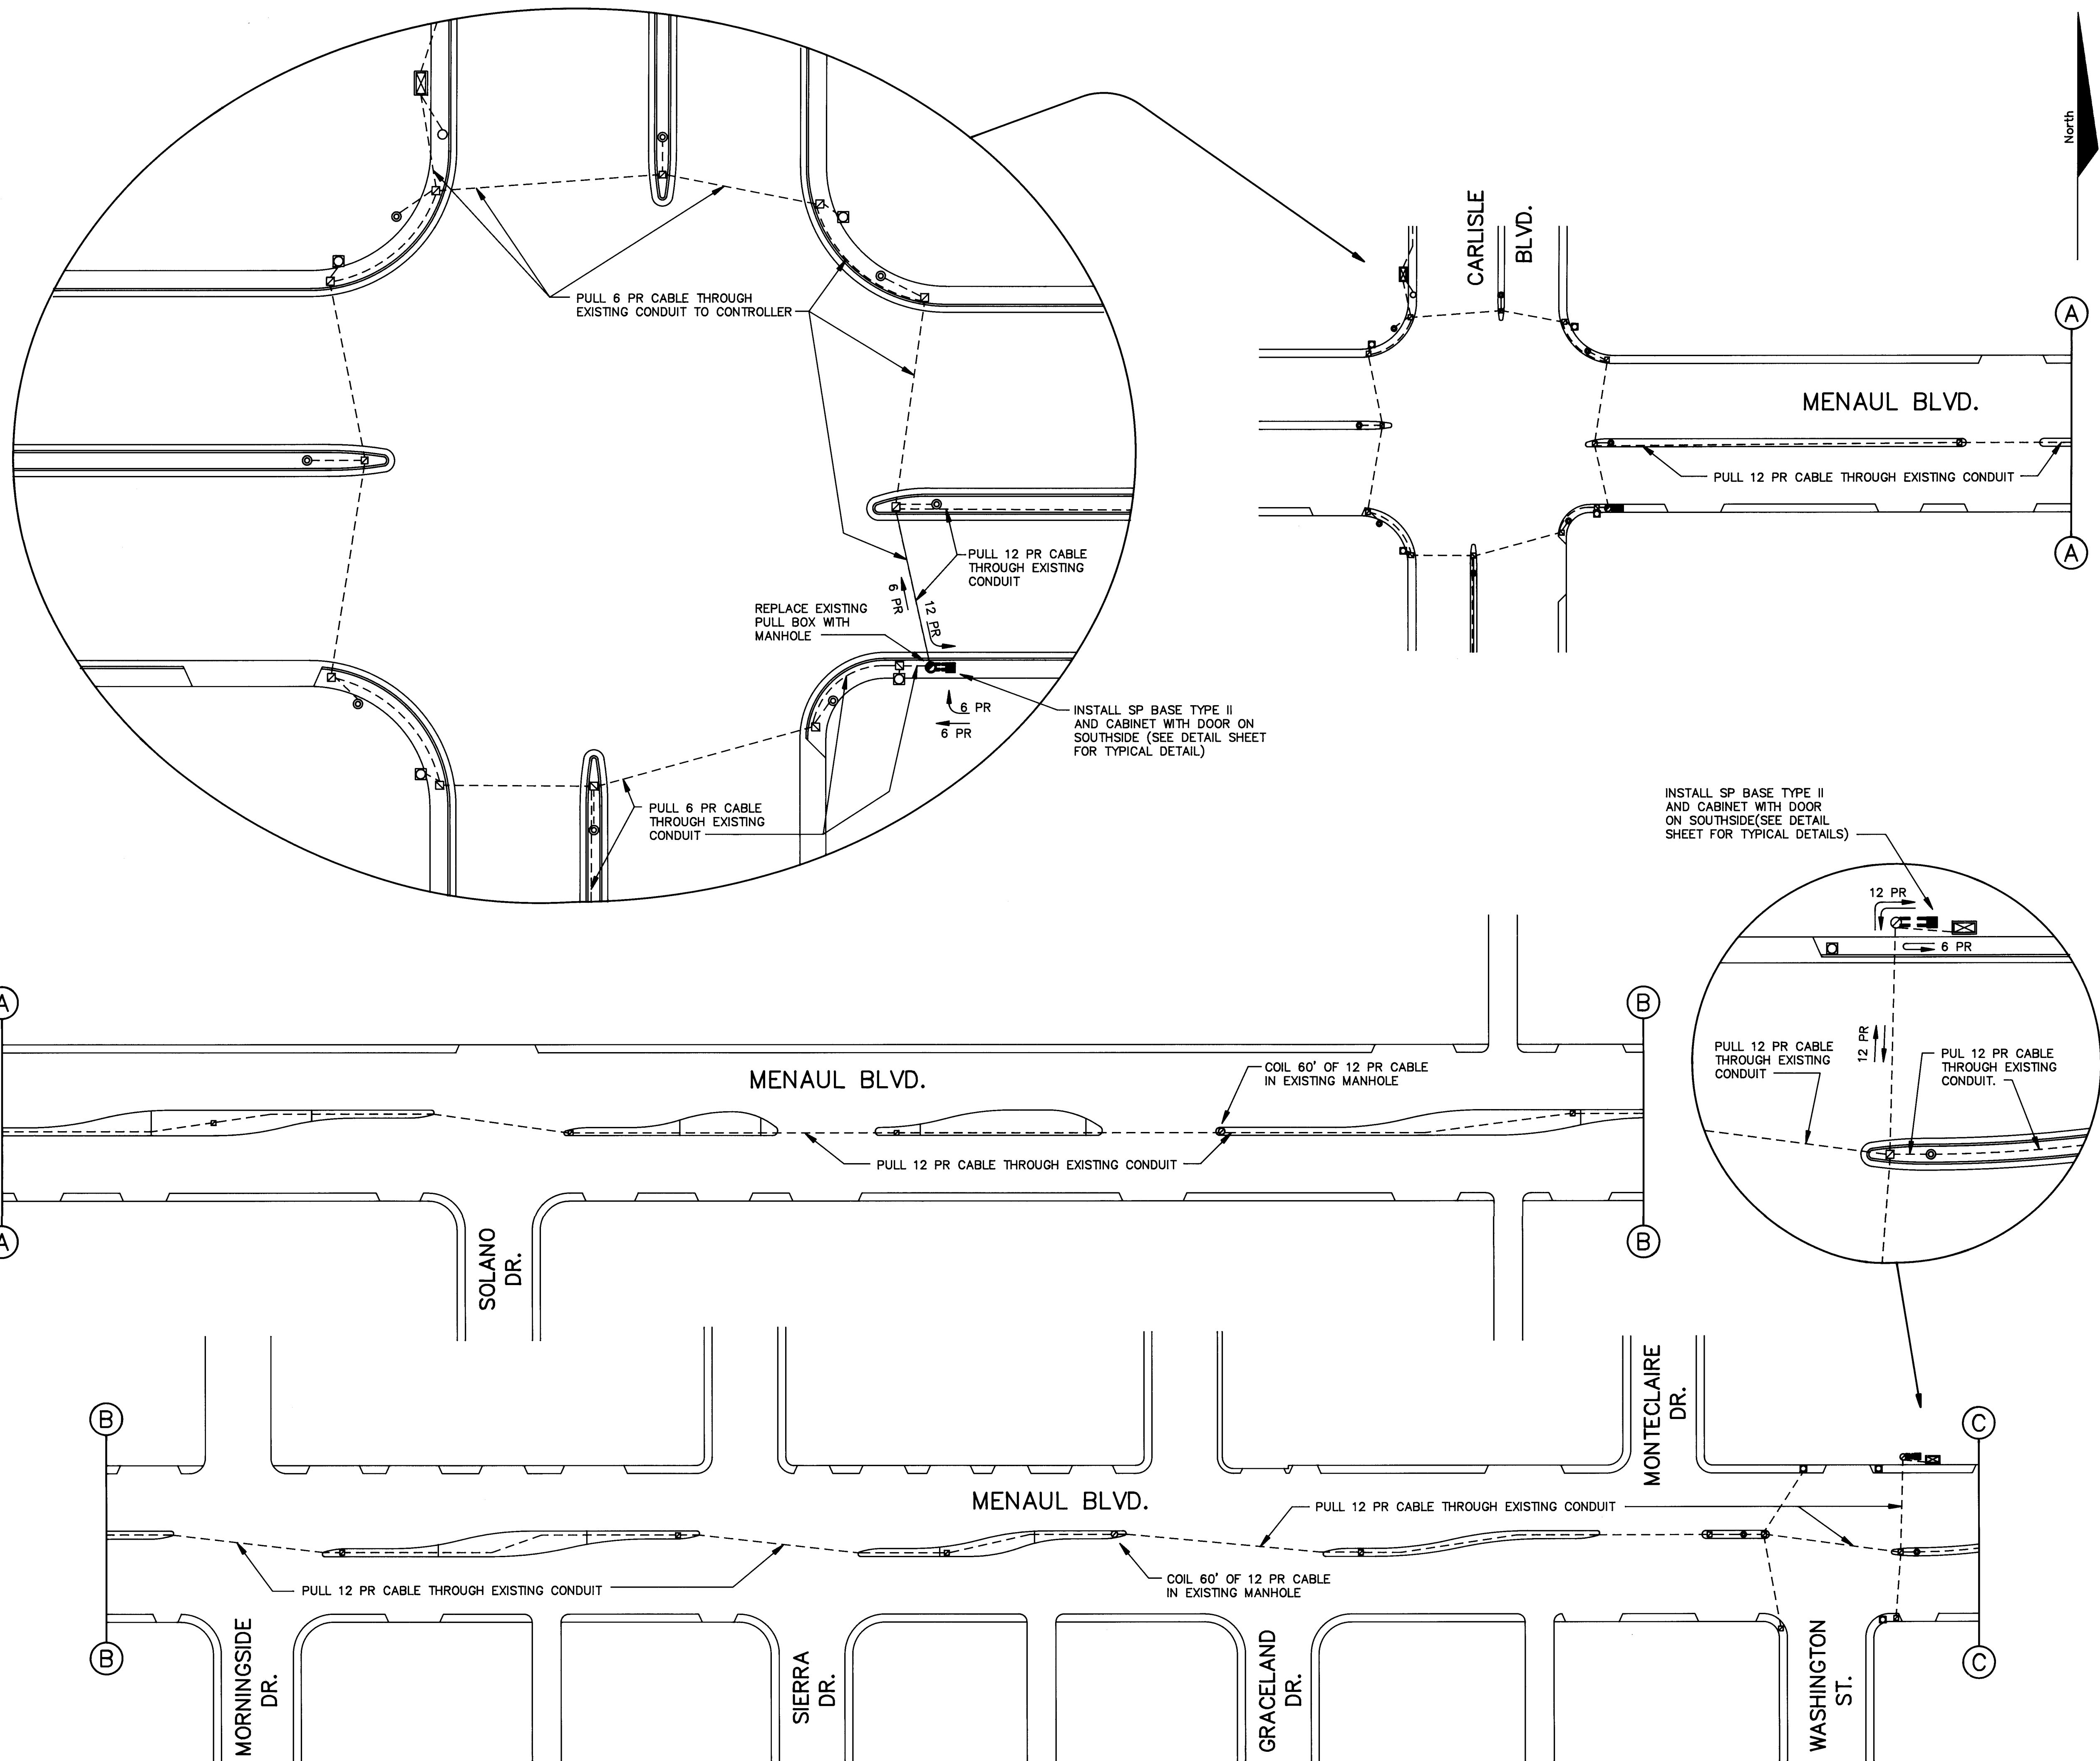 North
CARLISLE
BLVD.
A
MENAUL BLVD.
PULL 12 PR CABLE THROUGH EXISTING CONDUIT
A
PULL 6 PR CABLE THROUGH
EXISTING CONDUIT TO CONTROLLER
PULL 12 PR CABLE
THROUGH EXISTING
CONDUIT
6 PR
12 PR
REPLACE EXISTING
PULL BOX WITH
MANHOLE
6 PR
6 PR
INSTALL SP BASE TYPE II
AND CABINET WITH DOOR ON
SOUTHSIDE (SEE DETAIL SHEET
FOR TYPICAL DETAIL)
PULL 6 PR CABLE
THROUGH EXISTING
CONDUIT
INSTALL SP BASE TYPE II
AND CABINET WITH DOOR
ON SOUTHSIDE(SEE DETAIL
SHEET FOR TYPICAL DETAILS)
12 PR
6 PR
12 PR
PULL 12 PR CABLE
THROUGH EXISTING
CONDUIT
PUL 12 PR CABLE
THROUGH EXISTING
CONDUIT.
A
B
MENAUL BLVD.
COIL 60' OF 12 PR CABLE
IN EXISTING MANHOLE
PULL 12 PR CABLE THROUGH EXISTING CONDUIT
A
B
SOLANO
DR.
MONTECLAIRE
DR.
B
C
MENAUL BLVD.
PULL 12 PR CABLE THROUGH EXISTING CONDUIT
PULL 12 PR CABLE THROUGH EXISTING CONDUIT
COIL 60' OF 12 PR CABLE
IN EXISTING MANHOLE
B
C
MORNINGSIDE
DR.
SIERRA
DR.
GRACELAND
DR.
WASHINGTON
ST.